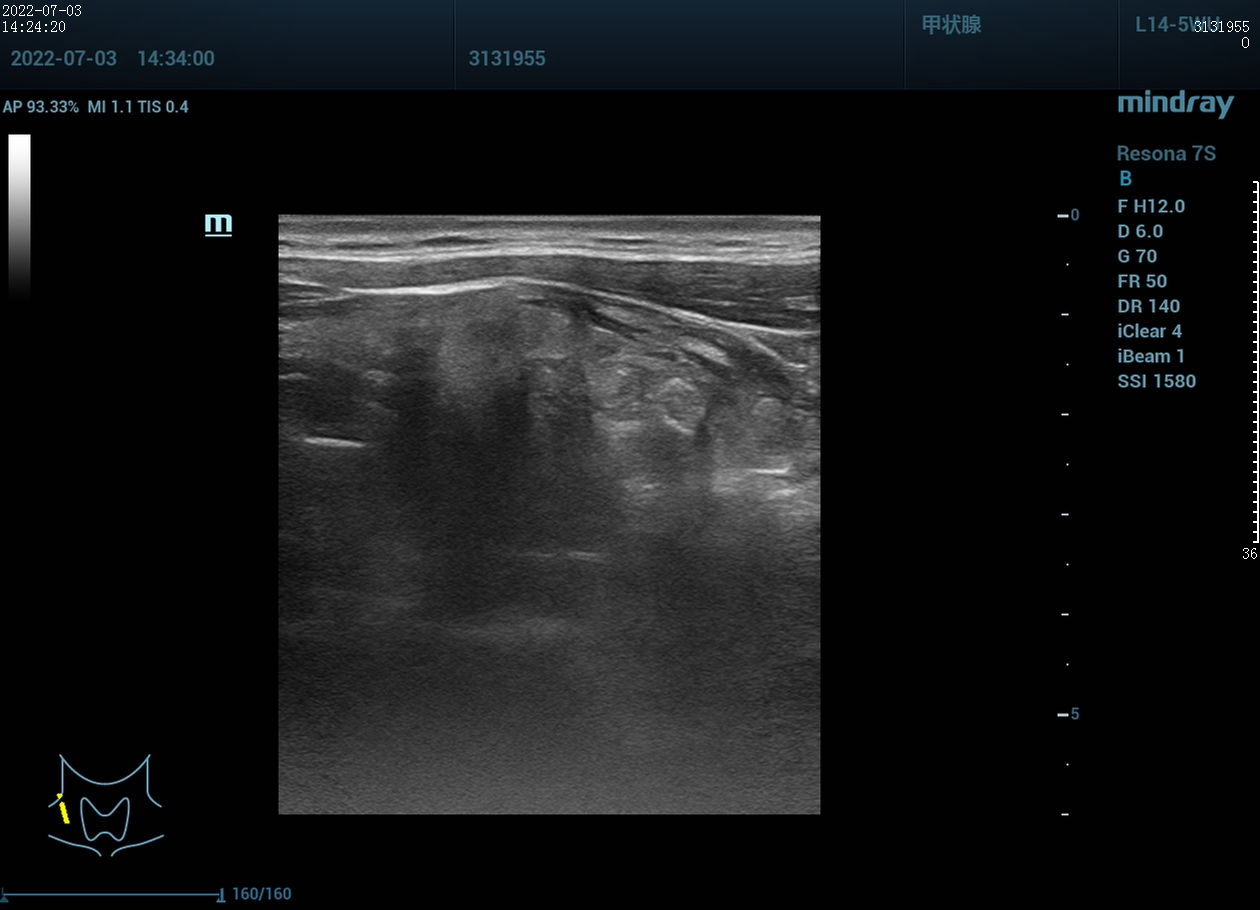 2022-07-03
14:24:20
甲状腺
3131955
0
2022-07-03 14:34:00
3131955
AP 93.33% MI 1.1 TIS 0.4
mindray
Resona 7S
B
m
F H12.0
0
D 6.0
G 70
FR 50
DR 140
iClear 4
iBeam 1
SSI 1580
36
5
160/160